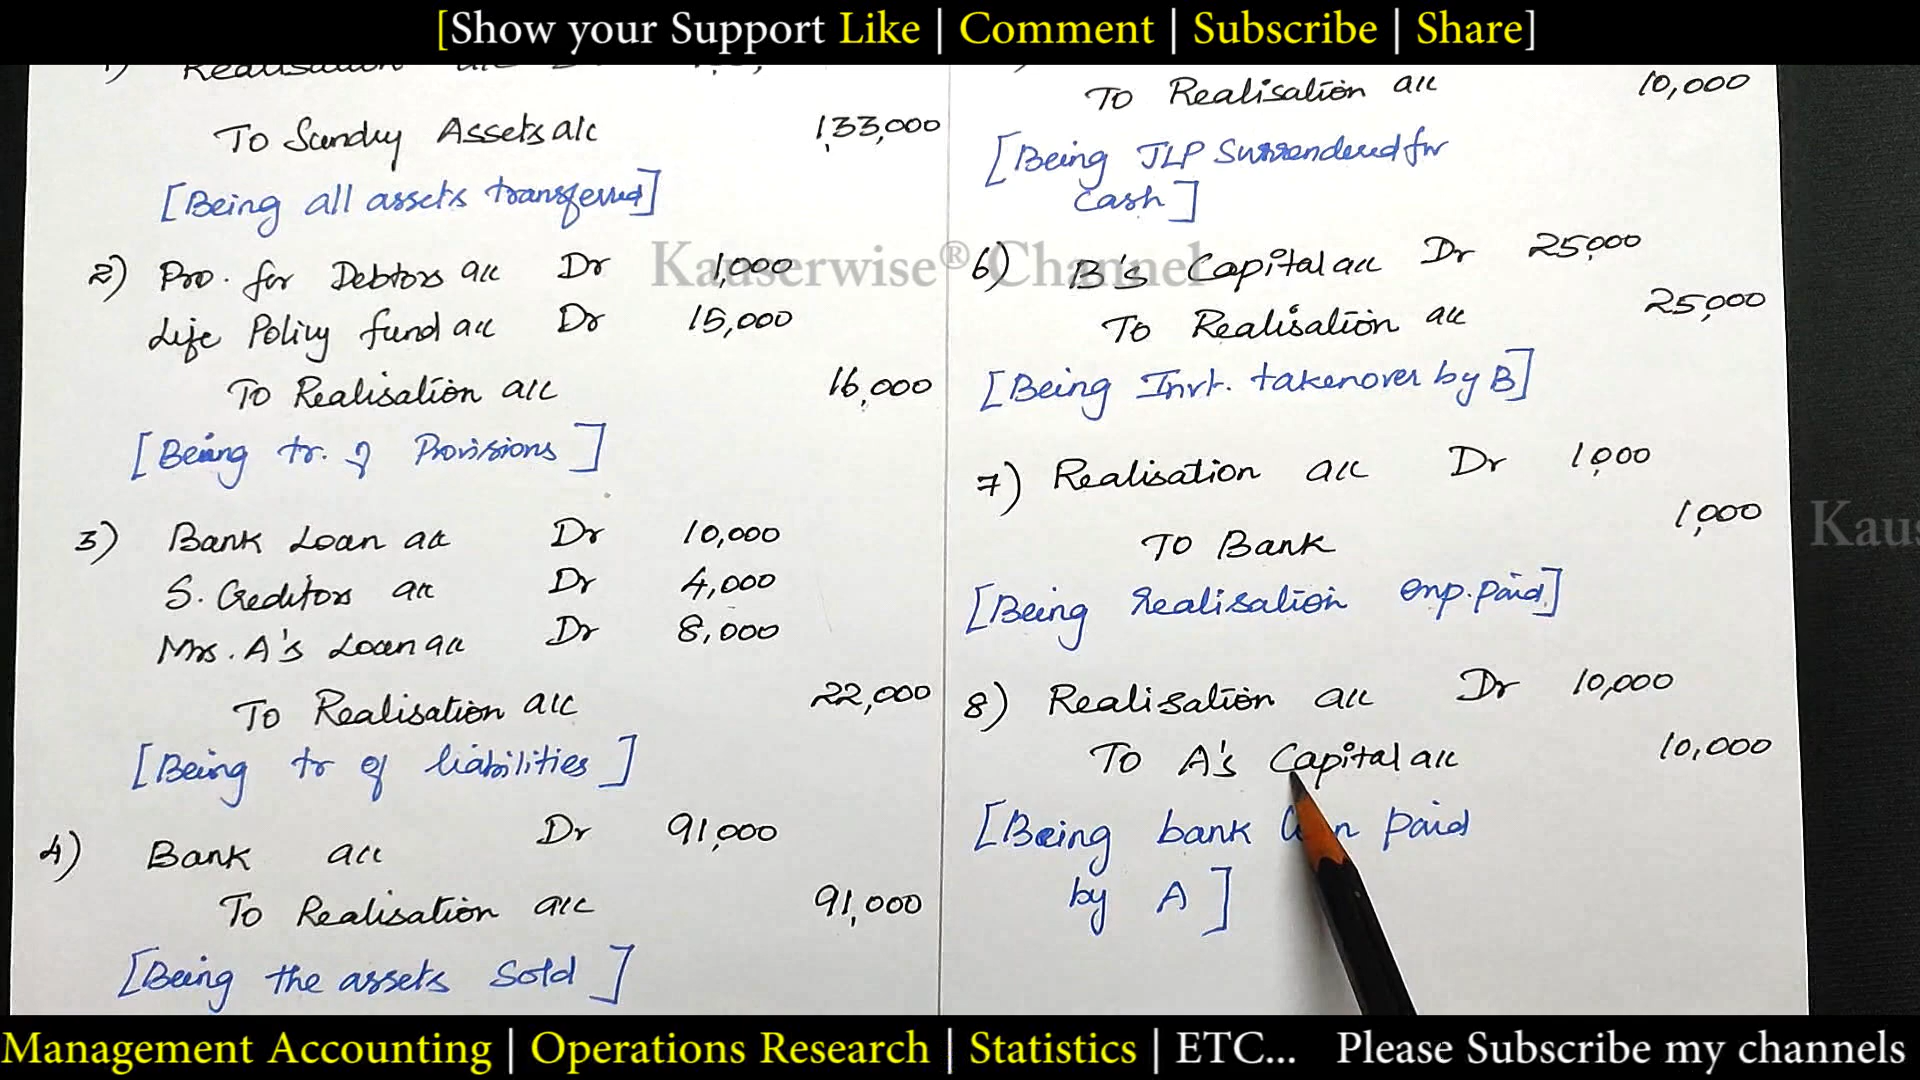 [Show your Support Like | Comment | Subscribe | Share]
1) Realisation a/c Dr
To Sundry Assets a/c 1,33,000
[Being all assets transferred]
2) Pro. for Debtors a/c Dr 1,000
Life Policy fund a/c Dr 15,000
To Realisation a/c 16,000
[Being tr. of Provisions]
3) Bank Loan a/c Dr 10,000
S. Creditors a/c Dr 4,000
Mrs. A's Loan a/c Dr 8,000
To Realisation a/c 22,000
[Being tr of liabilities]
4) Bank a/c Dr 91,000
To Realisation a/c 91,000
[Being the assets Sold]
To Realisation a/c 10,000
[Being JLP Surrendered for
Cash]
6) B's Capital a/c Dr 25,000
To Realisation a/c 25,000
[Being Invt. takenover by B]
7) Realisation a/c Dr 1,000
To Bank 1,000
[Being realisation exp. paid]
8) Realisation a/c Dr 10,000
To A's Capital a/c 10,000
[Being bank loan paid
by A]
Kauserwise® Channel
Kaus
Management Accounting | Operations Research | Statistics | ETC... Please Subscribe my channels